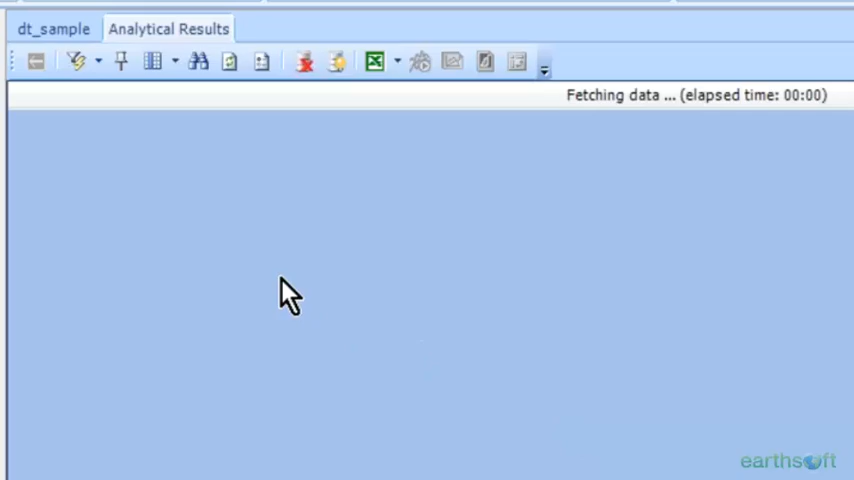 dt_sample Analytical Results
Fetching data ... (elapsed time: 00:00)
earthsoft